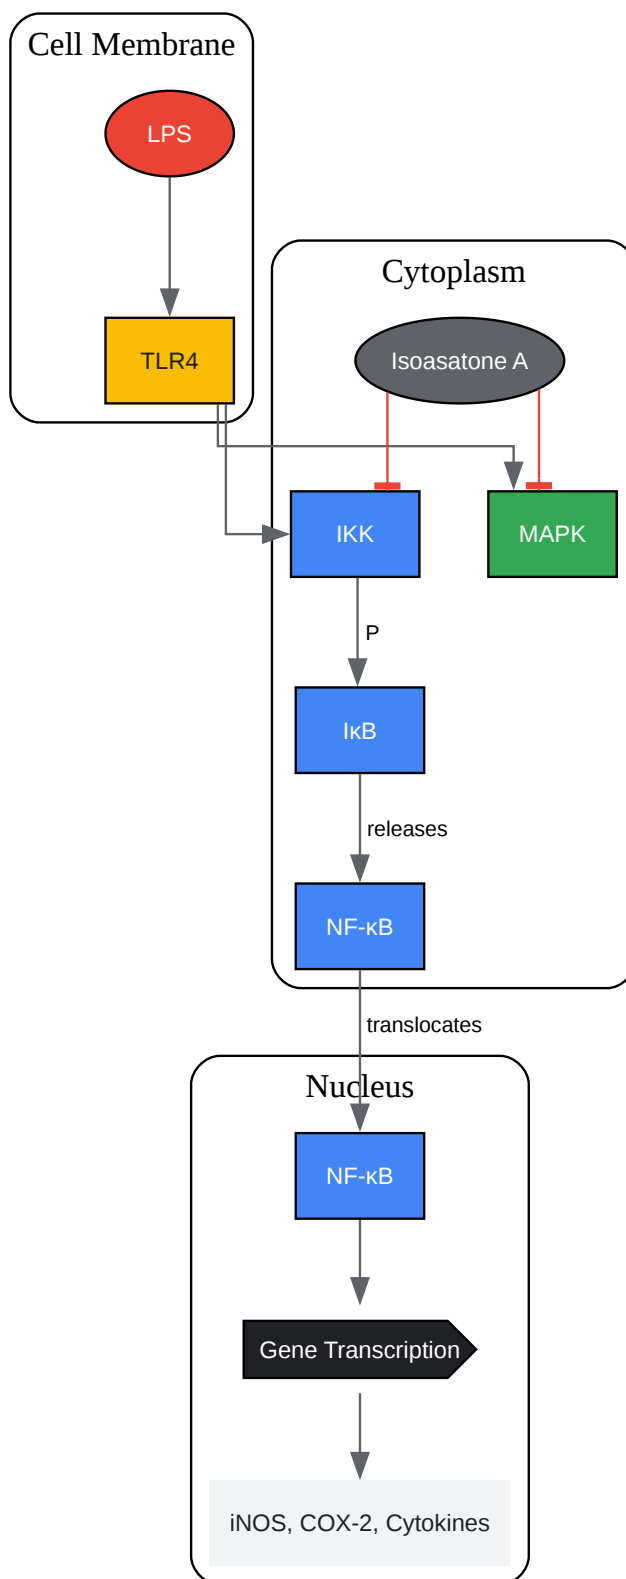 Cell Membrane
LPS
TLR4
Cytoplasm
Isoasatone A
IKK
MAPK
P
IκB
releases
NF-κB
translocates
Nucleus
NF-κB
Gene Transcription
iNOS, COX-2, Cytokines